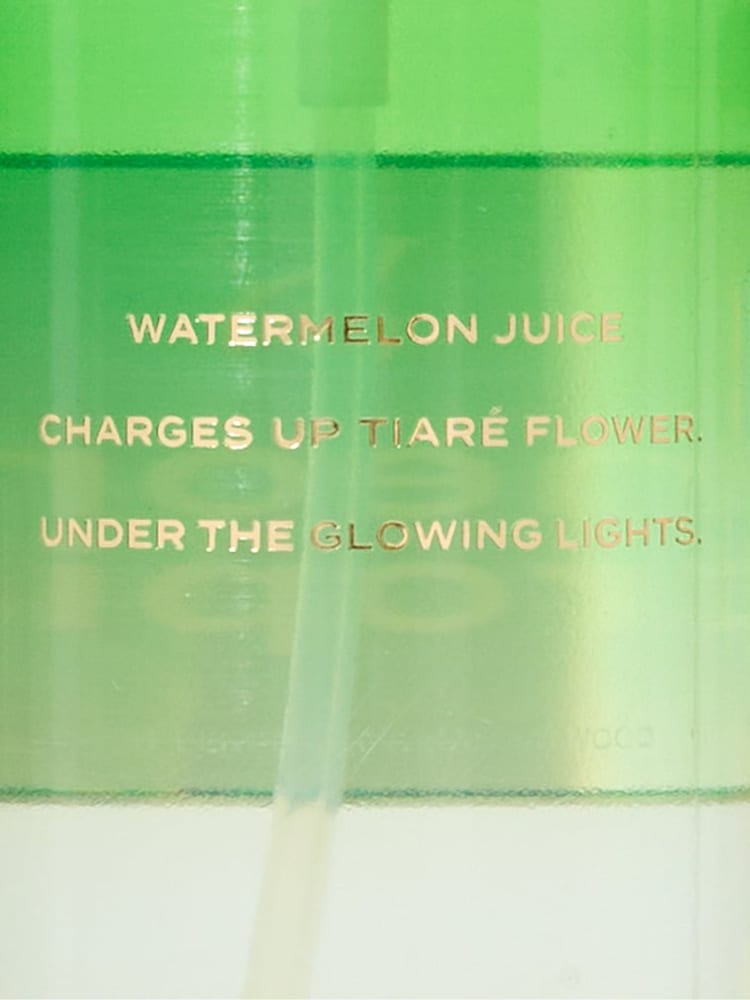 WATERMELON JUICE
CHARGES UP TIARÉ FLOWER.
UNDER THE GLOWING LIGHTS.